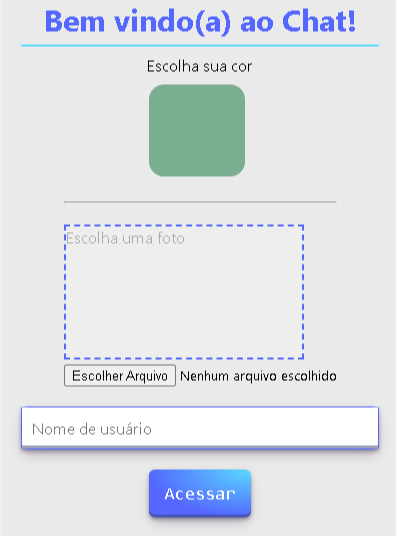 Bem vindo(a) ao Chat!
Escolha sua cor
Escolha uma foto
Escolher Arquivo Nenhum arquivo escolhido
Nome de usuário
Acessar